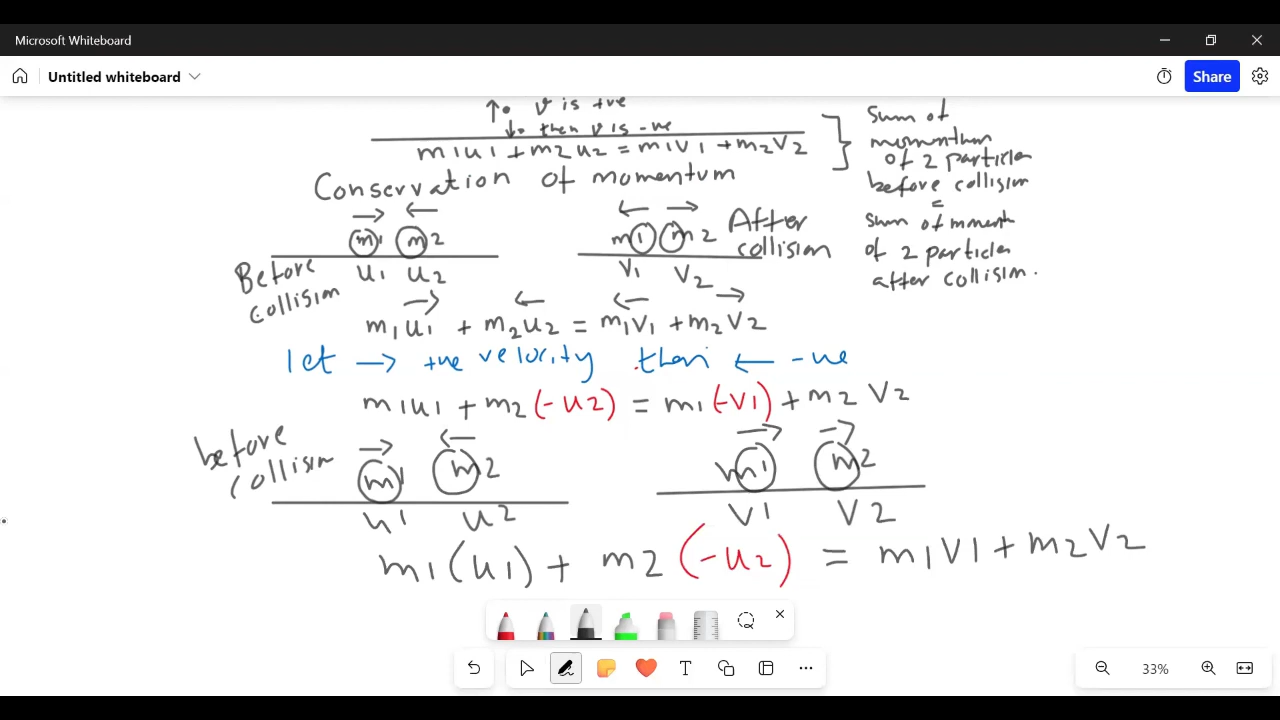 Microsoft Whiteboard
Untitled whiteboard
Share
v is +ve
then v is -ve
m1u1 + m2u2 = m1v1 + m2v2
Conservation of momentum
sum of
momentum
of 2 particles
before collision
=
sum of
of 2 particles
after collision.
m1 m2
u1 u2
Before
collision
m1 m2
v1 v2
After
collision
m1u1 + m2u2 = m1v1 + m2v2
let → +ve velocity then ← -ve
m1u1 + m2(-u2) = m1(-v1) + m2v2
before
collision
m1 m2
u1 u2
m1 m2
v1 v2
m1(u1) + m2(-u2) = m1v1 + m2v2
33%